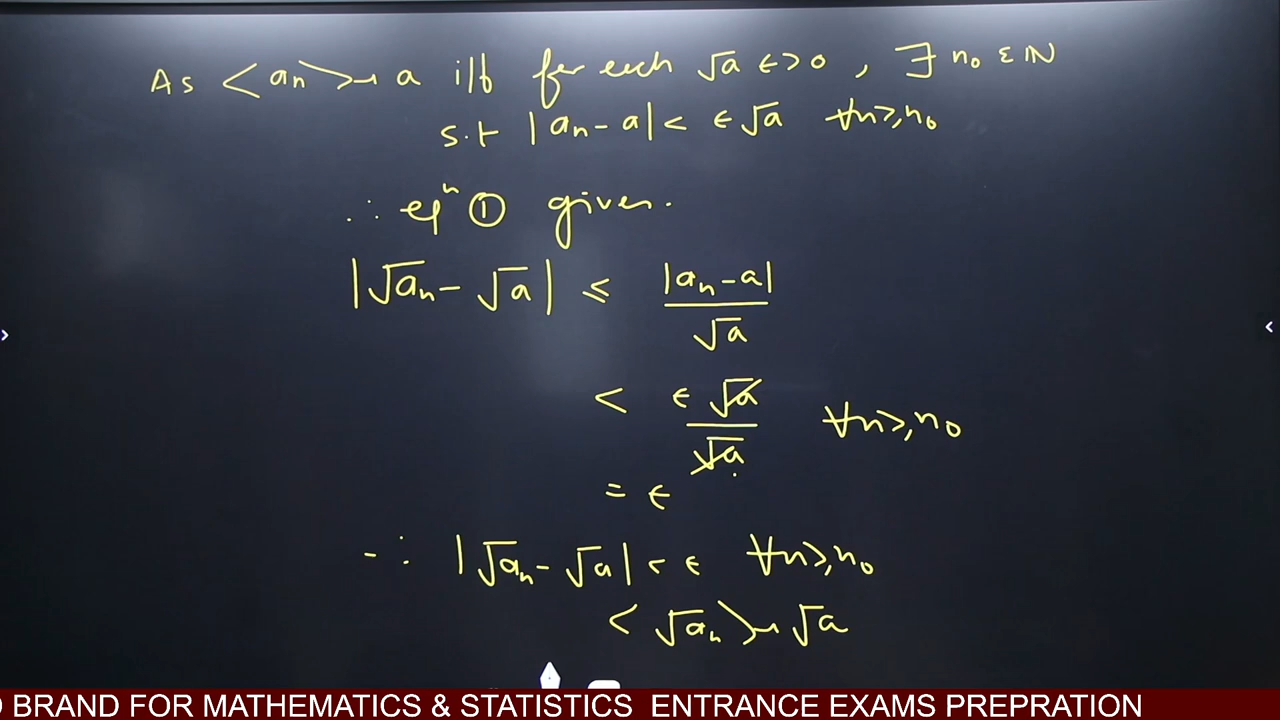 As <an> → a iff for each √a ϵ>0, ∃ n₀ ∈ ℕ
s.t |an - a| < ϵ√a ∀n≥n₀
∴ eqⁿ ① given.
|√an - √a| ≤ |an - a| / √a
< ϵ√a / √a ∀n≥n₀
= ϵ
∴ |√an - √a| < ϵ ∀n≥n₀
<√an> → √a
BRAND FOR MATHEMATICS & STATISTICS ENTRANCE EXAMS PREPRATION